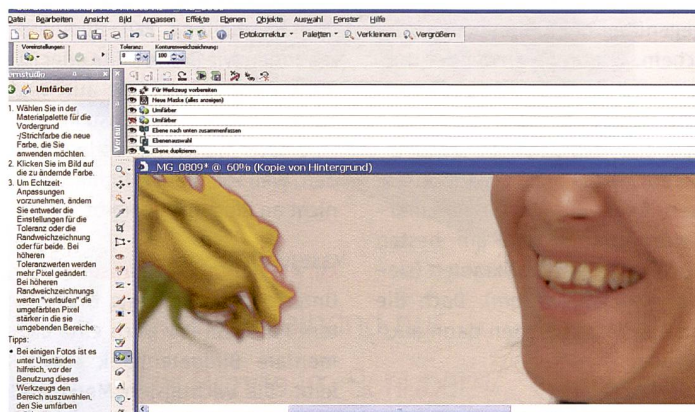 Datei Bearbeiten Ansicht Bild Anpassen Effekte Ebenen Objekte Auswahl Fenster Hilfe
Fotokorrektur Paletten Verkleinern Vergrößern
Voreinstellungen: Toleranz: Konturenweichzeichnung:
8 100
ernstudio
Umfärber
1. Wählen Sie in der
Materialpalette für die
Vordergrund
-/Strichfarbe die neue
Farbe, die Sie
anwenden möchten.
2. Klicken Sie im Bild auf
die zu ändernde Farbe.
3. Um Echtzeit-
Anpassungen
vorzunehmen, ändern
Sie entweder die
Einstellungen für die
Toleranz oder die
Randweichzeichnung
oder für beide. Bei
höheren
Toleranzwerten werden
mehr Pixel geändert.
Bei höheren
Randweichzeichnungs
werten "verlaufen" die
umgefärbten Pixel
stärker in die sie
umgebenden Bereiche.
Tipps:
• Bei einigen Fotos ist es
unter Umständen
hilfreich, vor der
Benutzung dieses
Werkzeugs den
Bereich auszuwählen,
den Sie umfärben
Verlauf
Für Werkzeug vorbereiten
Neue Maske (alles anzeigen)
Umfärber
Umfärber
Ebene nach unten zusammenfassen
Ebenenauswahl
Ebene duplizieren
_MG_0809* @ 60% (Kopie von Hintergrund)